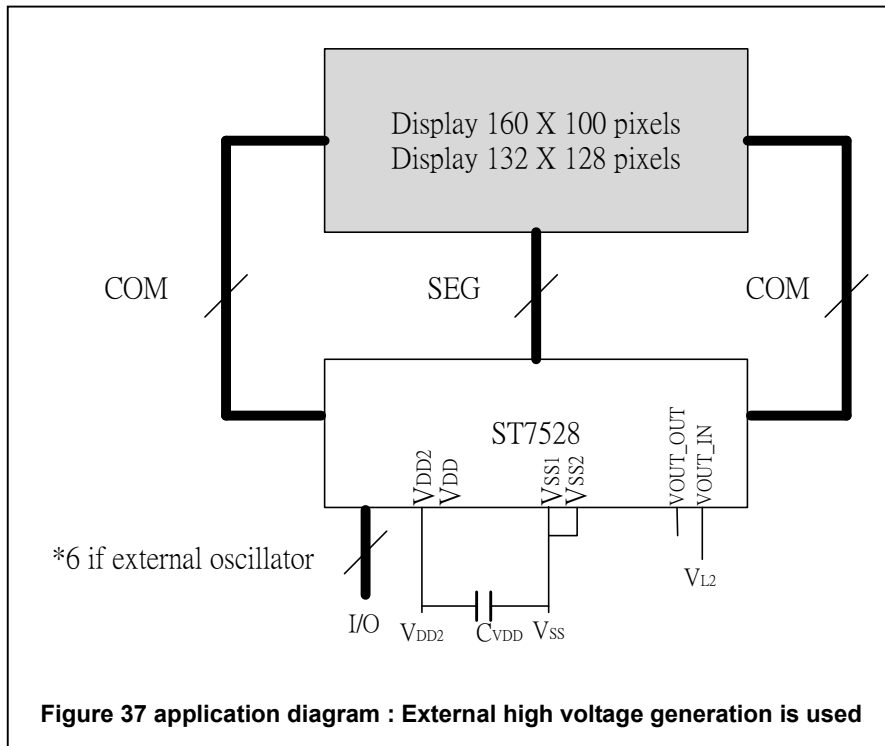 Display 160 X 100 pixels
Display 132 X 128 pixels
COM
SEG
COM
ST7528
VDD2
VDD
VSS1
VSS2
VOUT_OUT
VOUT_IN
*6 if external oscillator
I/O
VDD2
CVDD
VSS
VL2
Figure 37 application diagram : External high voltage generation is used